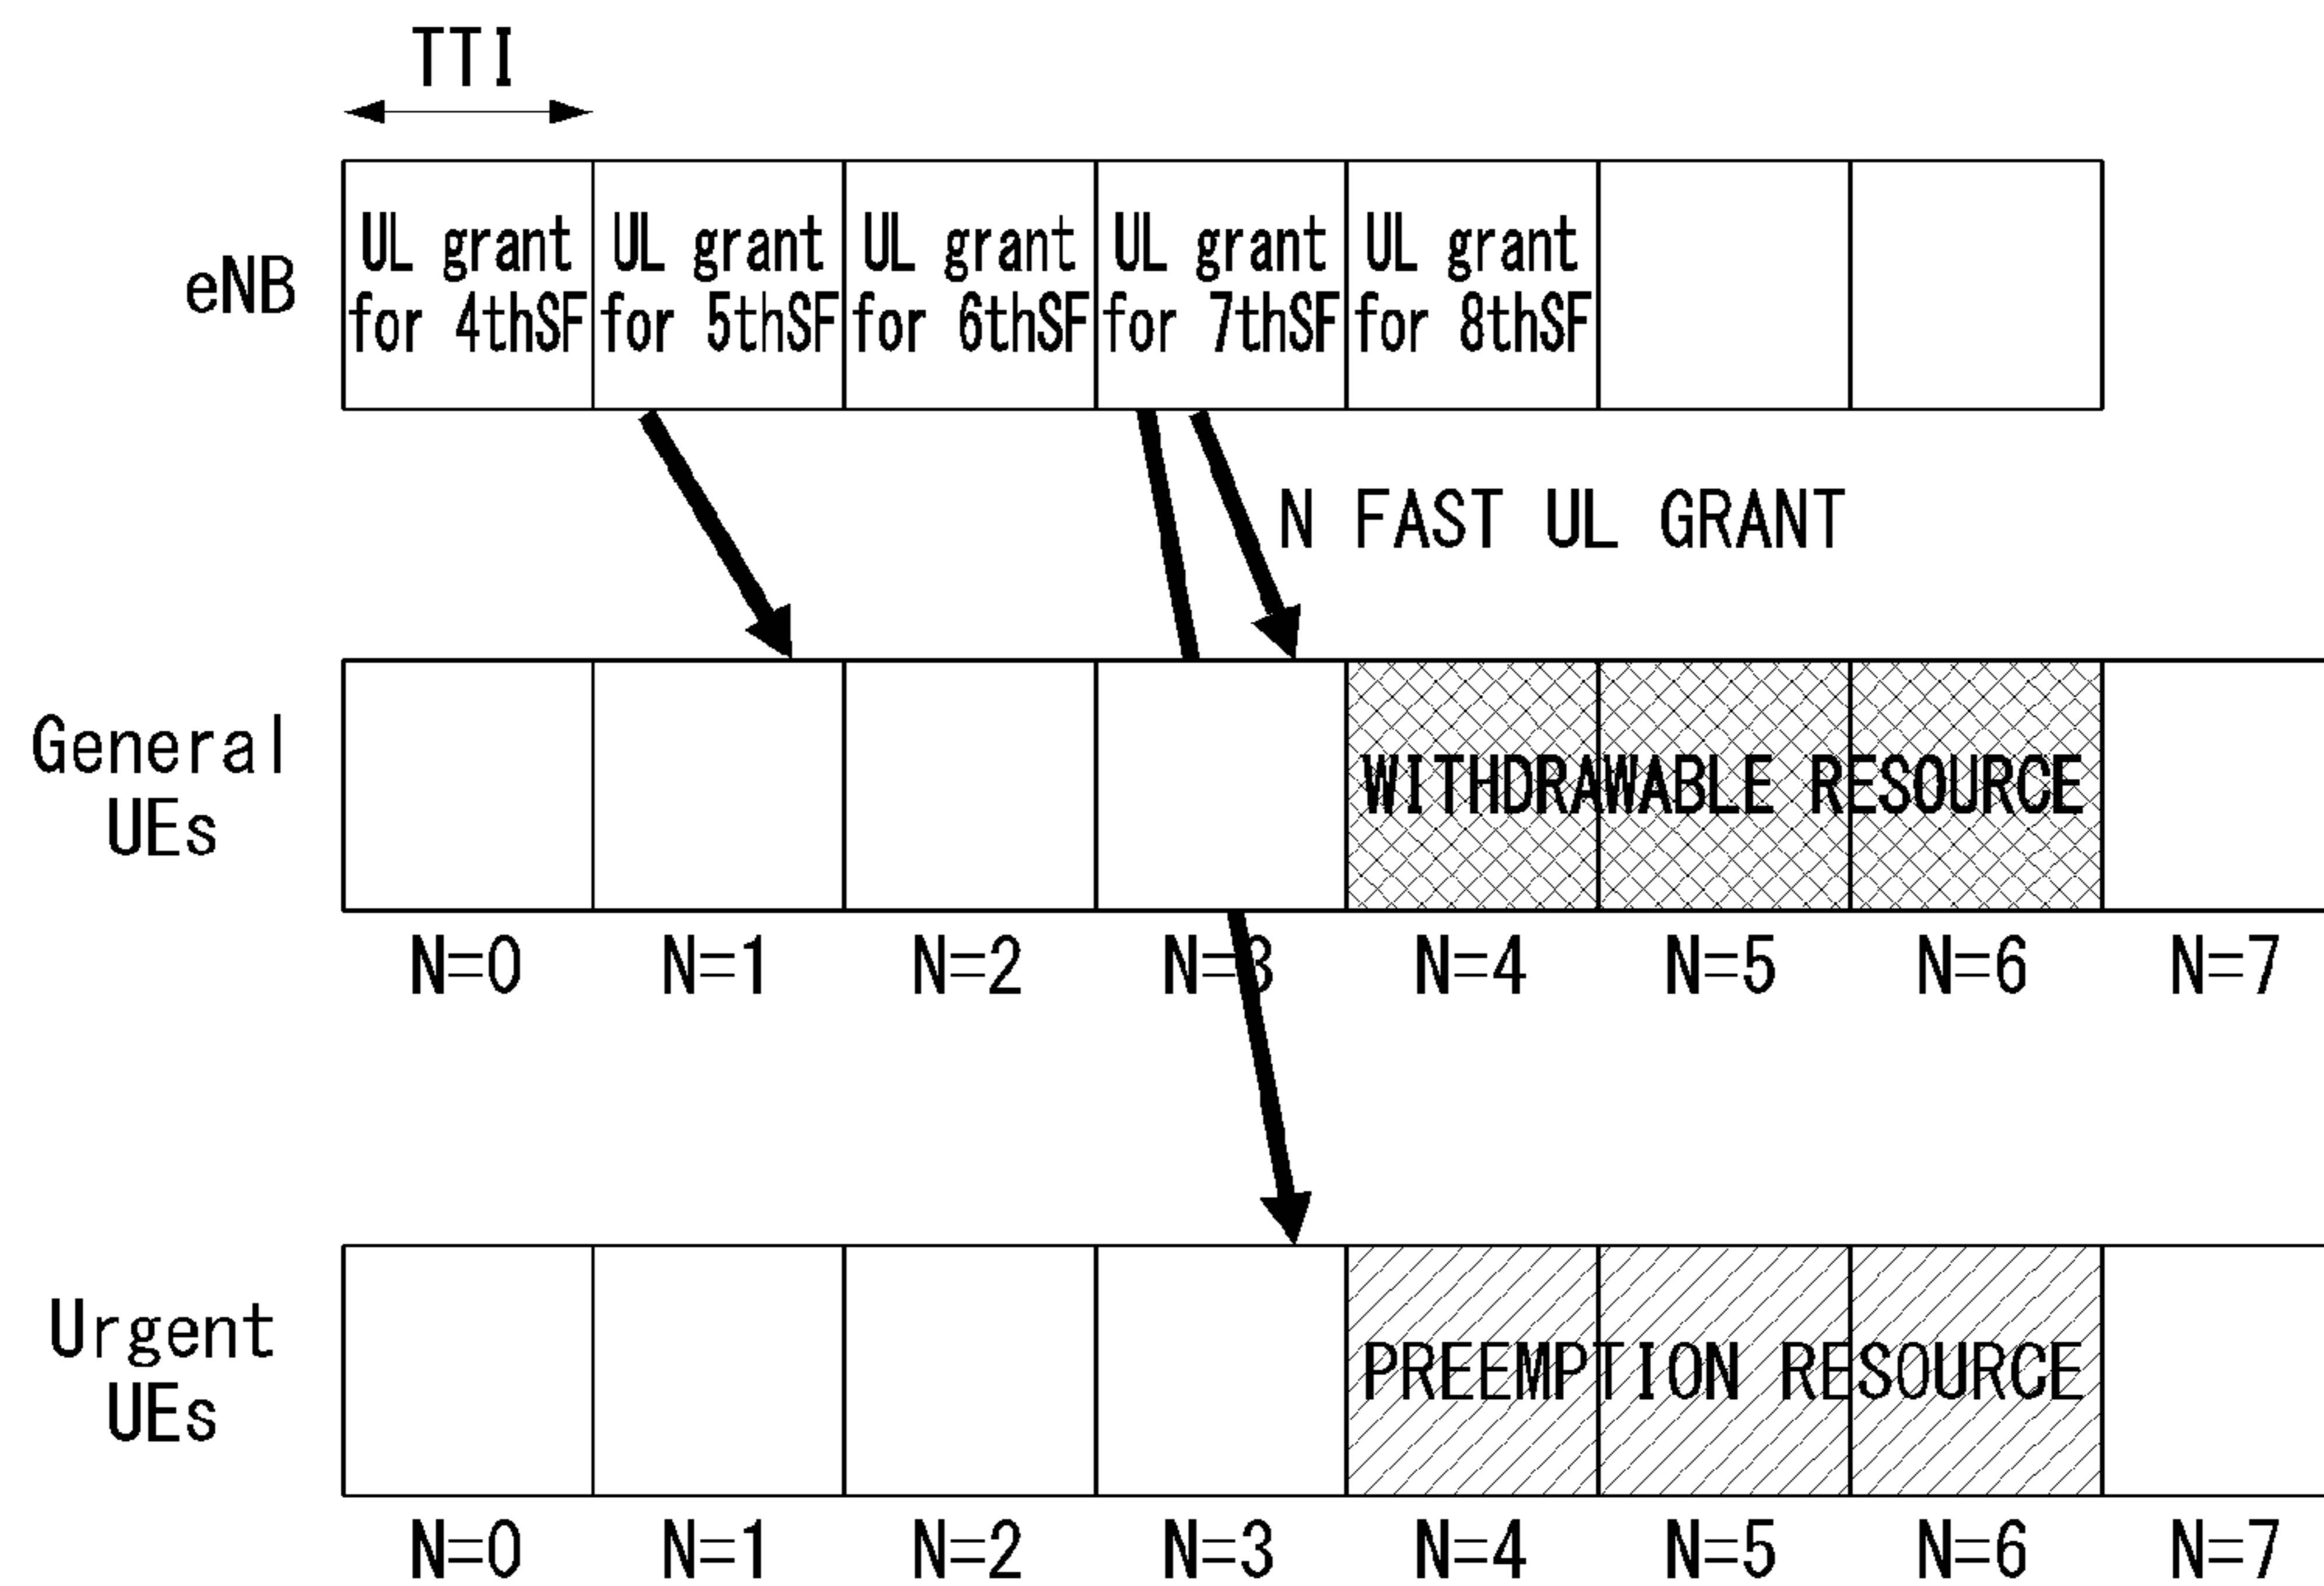 TTI
eNB
UL grant
for 4thSF
UL grant
for 5thSF
UL grant
for 6thSF
UL grant
for 7thSF
UL grant
for 8thSF
N FAST UL GRANT
General
UEs
WITHDRAWABLE RESOURCE
N=0
N=1
N=2
N=3
N=4
N=5
N=6
N=7
Urgent
UEs
PREEMPTION RESOURCE
N=0
N=1
N=2
N=3
N=4
N=5
N=6
N=7